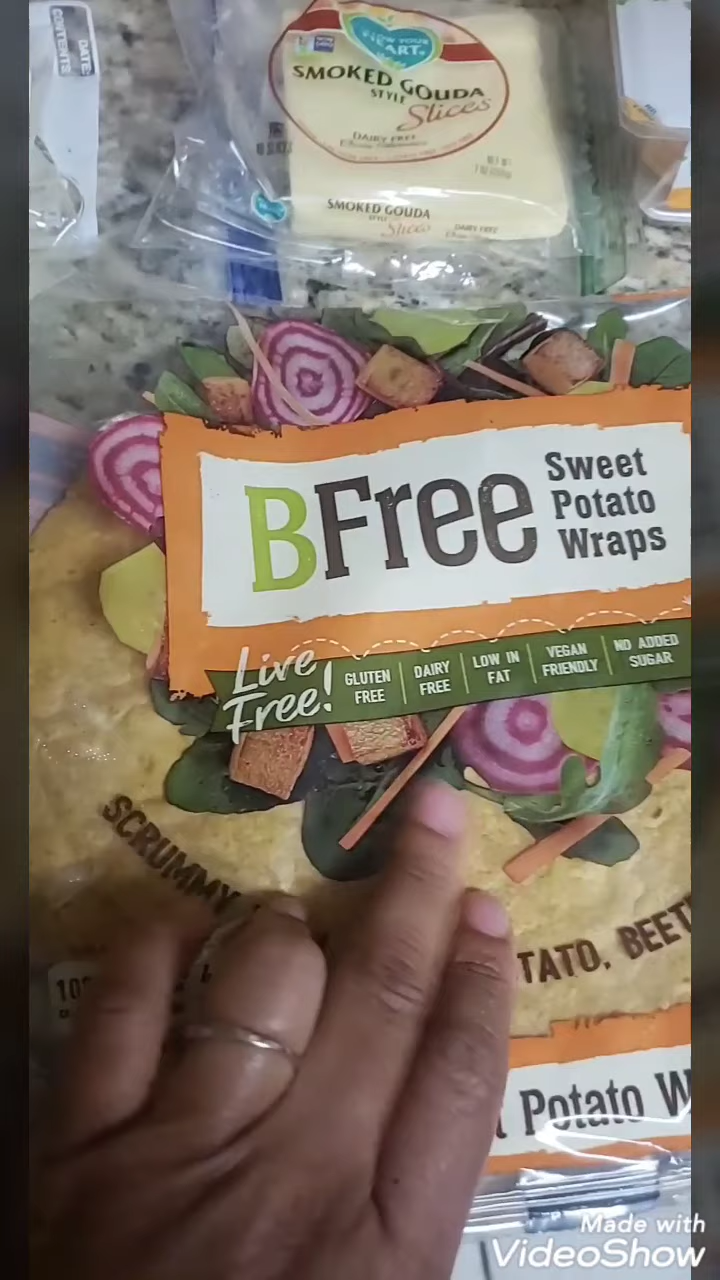 DATE:
CONTENTS:
FOLLOW YOUR
HEART
SMOKED GOUDA
STYLE
Slices
DAIRY FREE
NET WT
SMOKED GOUDA
STYLE
Slices
DAIRY FREE
BFree
Sweet
Potato
Wraps
Live
Free!
GLUTEN
FREE
DAIRY
FREE
LOW IN
FAT
VEGAN
FRIENDLY
NO ADDED
SUGAR
SCRUMMY
TATO, BEET
Potato W
Made with
VideoShow